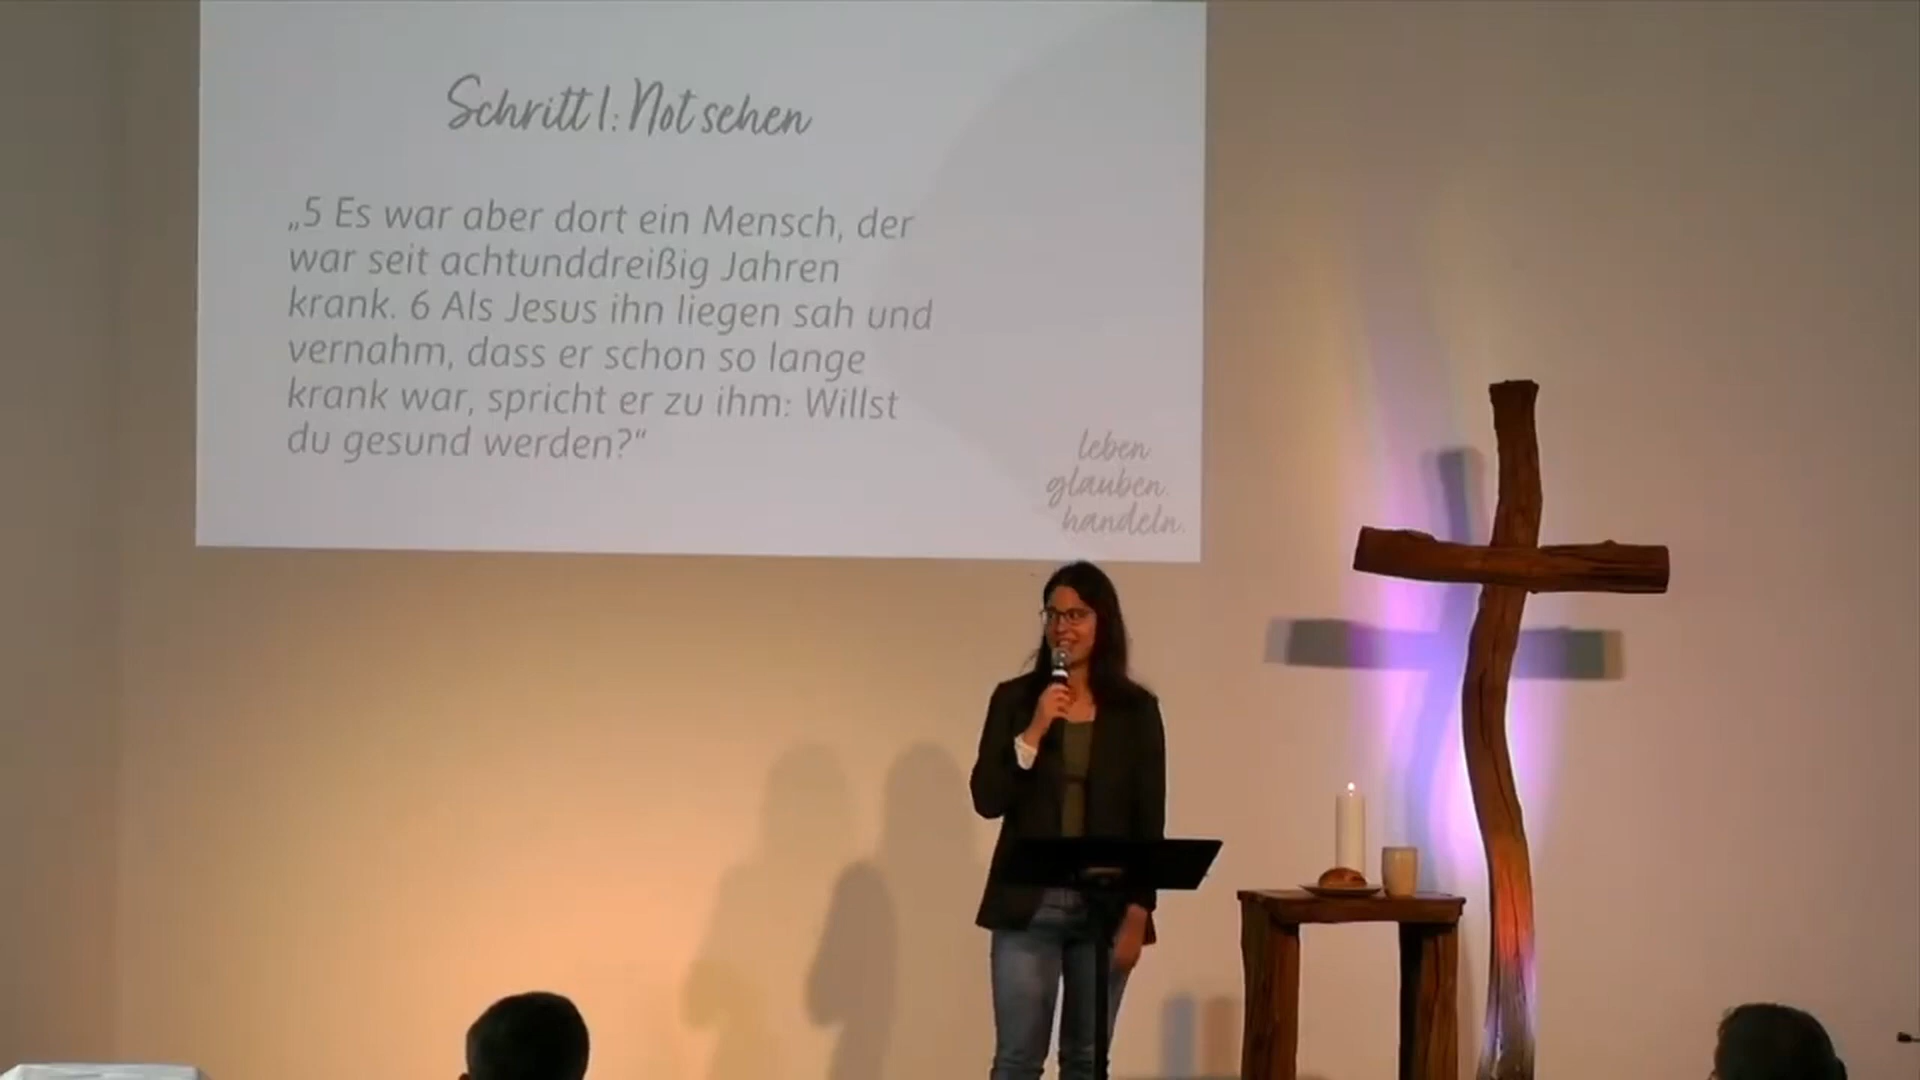 Schritt 1: Not sehen
„5 Es war aber dort ein Mensch, der
war seit achtunddreißig Jahren
krank. 6 Als Jesus ihn liegen sah und
vernahm, dass er schon so lange
krank war, spricht er zu ihm: Willst
du gesund werden?“
leben.
glauben.
handeln.